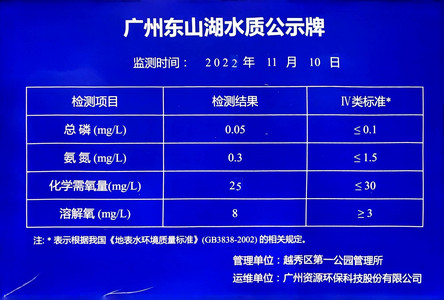 广州东山湖水质公示牌
监测时间： 2022 年 11 月 10 日
检测项目 检测结果 Ⅳ类标准*
总 磷 (mg/L) 0.05 ≤0.1
氨 氮 (mg/L) 0.3 ≤1.5
化学需氧量(mg/L) 25 ≤30
溶解氧 (mg/L) 8 ≥3
注: *表示根据我国《地表水环境质量标准》(GB3838-2002) 的相关规定。
管理单位：越秀区第一公园管理所
运维单位：广州资源环保科技股份有限公司